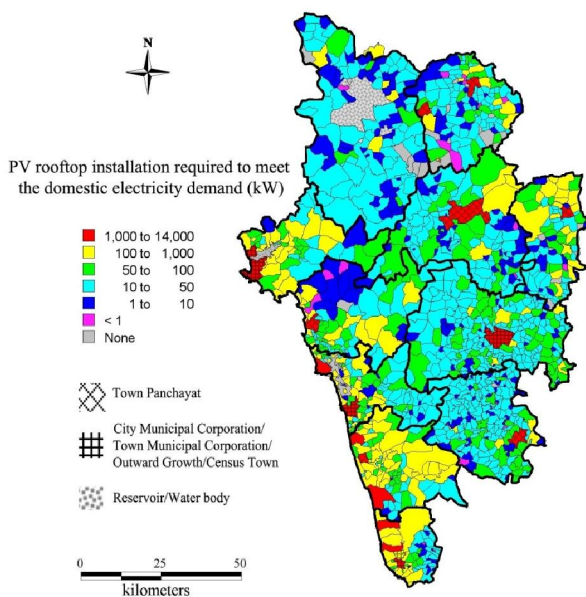 N
PV rooftop installation required to meet
the domestic electricity demand (kW)
1,000 to 14,000
100 to 1,000
50 to 100
10 to 50
1 to 10
< 1
None
Town Panchayat
City Municipal Corporation/
Town Municipal Corporation/
Outward Growth/Census Town
Reservoir/Water body
0 25 50
kilometers